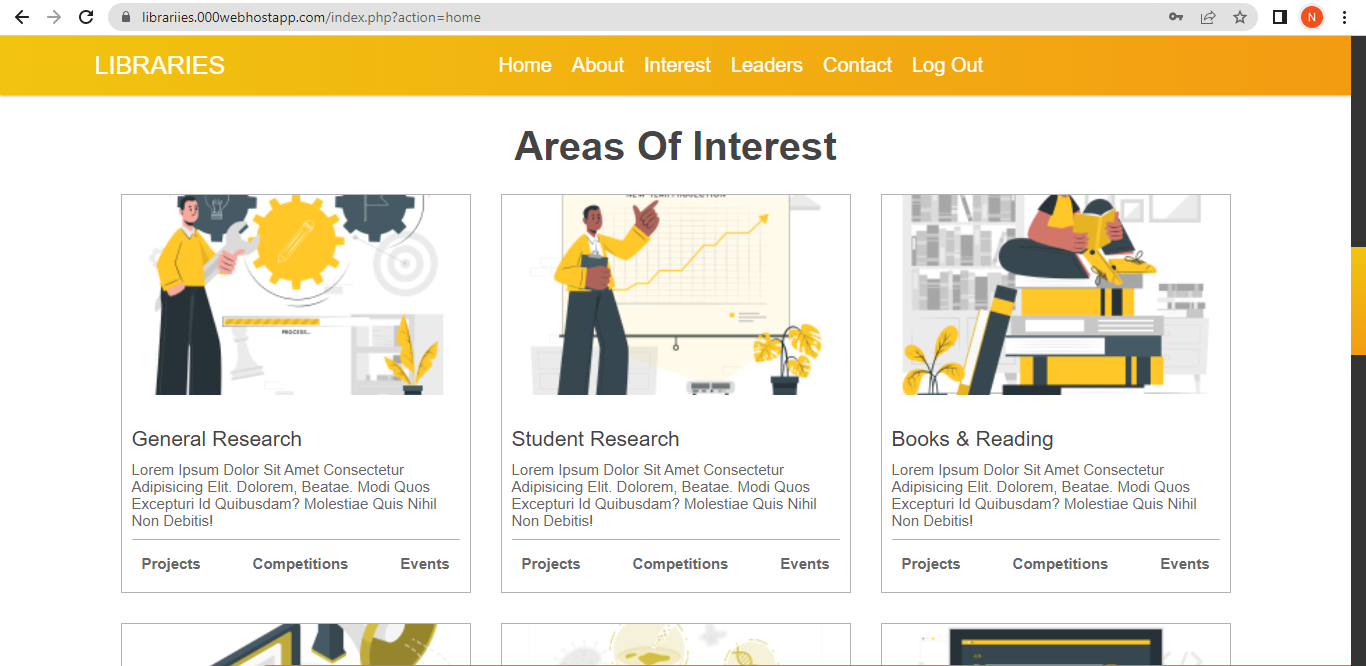 librariies.000webhostapp.com/index.php?action=home
N
LIBRARIES
Home About Interest Leaders Contact Log Out
Areas Of Interest
PROCESS...
NEW YEAR PROJECTION
General Research
Lorem Ipsum Dolor Sit Amet Consectetur
Adipisicing Elit. Dolorem, Beatae. Modi Quos
Excepturi Id Quibusdam? Molestiae Quis Nihil
Non Debitis!
Projects Competitions Events
Student Research
Lorem Ipsum Dolor Sit Amet Consectetur
Adipisicing Elit. Dolorem, Beatae. Modi Quos
Excepturi Id Quibusdam? Molestiae Quis Nihil
Non Debitis!
Projects Competitions Events
Books & Reading
Lorem Ipsum Dolor Sit Amet Consectetur
Adipisicing Elit. Dolorem, Beatae. Modi Quos
Excepturi Id Quibusdam? Molestiae Quis Nihil
Non Debitis!
Projects Competitions Events